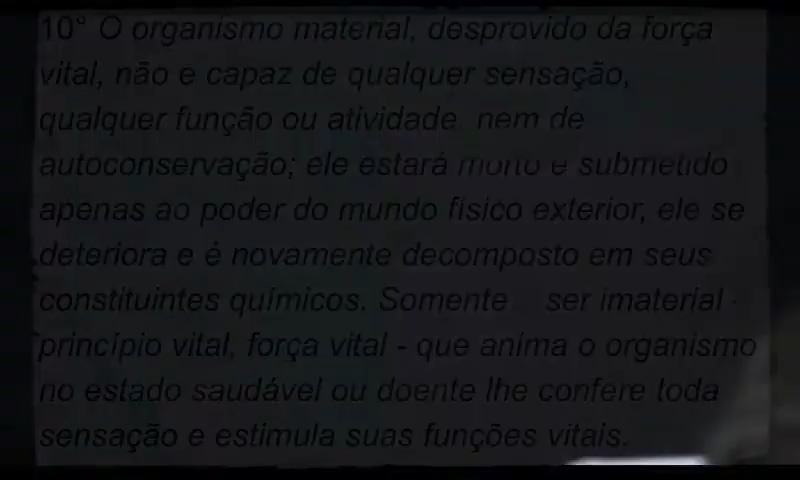 10° O organismo material, desprovido da força
vital, não e capaz de qualquer sensação,
qualquer função ou atividade, nem de
autoconservação; ele estará morto e submetido
apenas ao poder do mundo físico exterior, ele se
deteriora e é novamente decomposto em seus
constituintes químicos. Somente ser imaterial -
princípio vital, força vital - que anima o organismo
no estado saudável ou doente lhe confere toda
sensação e estimula suas funções vitais.